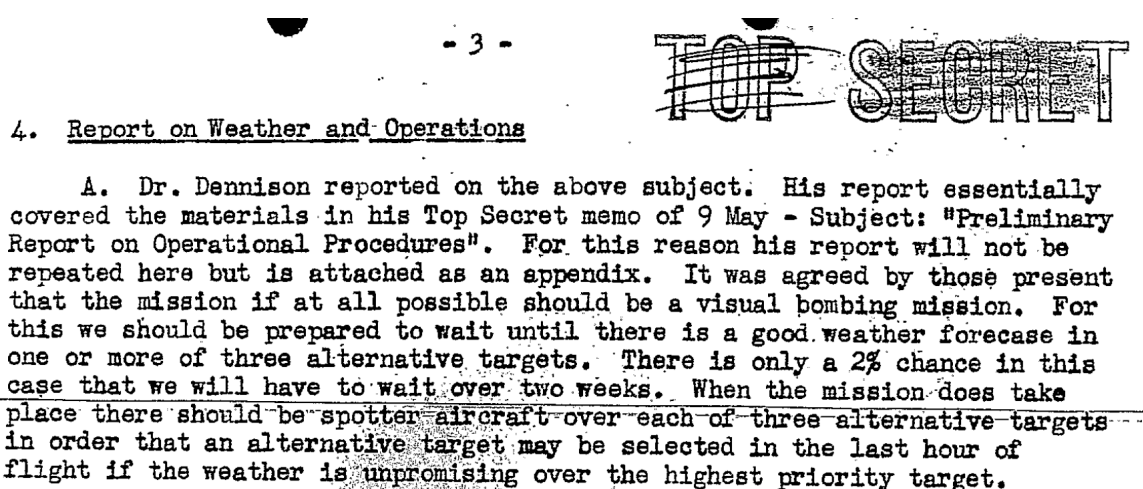 - 3 -
TOP SECRET
4. Report on Weather and Operations
A. Dr. Dennison reported on the above subject. His report essentially
covered the materials in his Top Secret memo of 9 May - Subject: "Preliminary
Report on Operational Procedures". For this reason his report will not be
repeated here but is attached as an appendix. It was agreed by those present
that the mission if at all possible should be a visual bombing mission. For
this we should be prepared to wait until there is a good weather forecase in
one or more of three alternative targets. There is only a 2% chance in this
case that we will have to wait over two weeks. When the mission does take
place there should be spotter aircraft over each of three alternative targets
in order that an alternative target may be selected in the last hour of
flight if the weather is unpromising over the highest priority target.